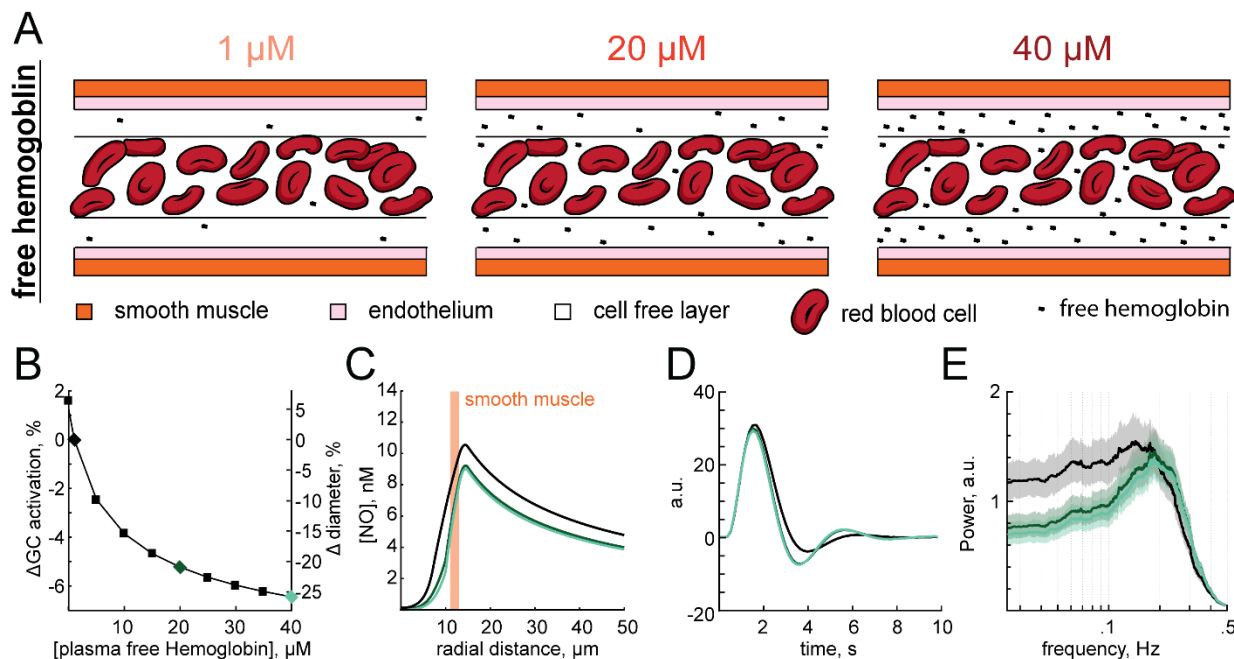 A
free hemogoblin
1 µM
20 µM
40 µM
smooth muscle
endothelium
cell free layer
red blood cell
free hemoglobin
B
ΔGC activation, %
2
0
-2
-4
-6
5
0
-5
-10
-15
-20
-25
Δ diameter, %
10
20
30
40
[plasma free Hemoglobin], µM
C
[NO], nM
14
12
10
8
6
4
2
smooth muscle
0
10
20
30
40
50
radial distance, µm
D
a.u.
40
20
0
-20
2
4
6
8
10
time, s
E
Power, a.u.
2
1
.1
.5
frequency, Hz